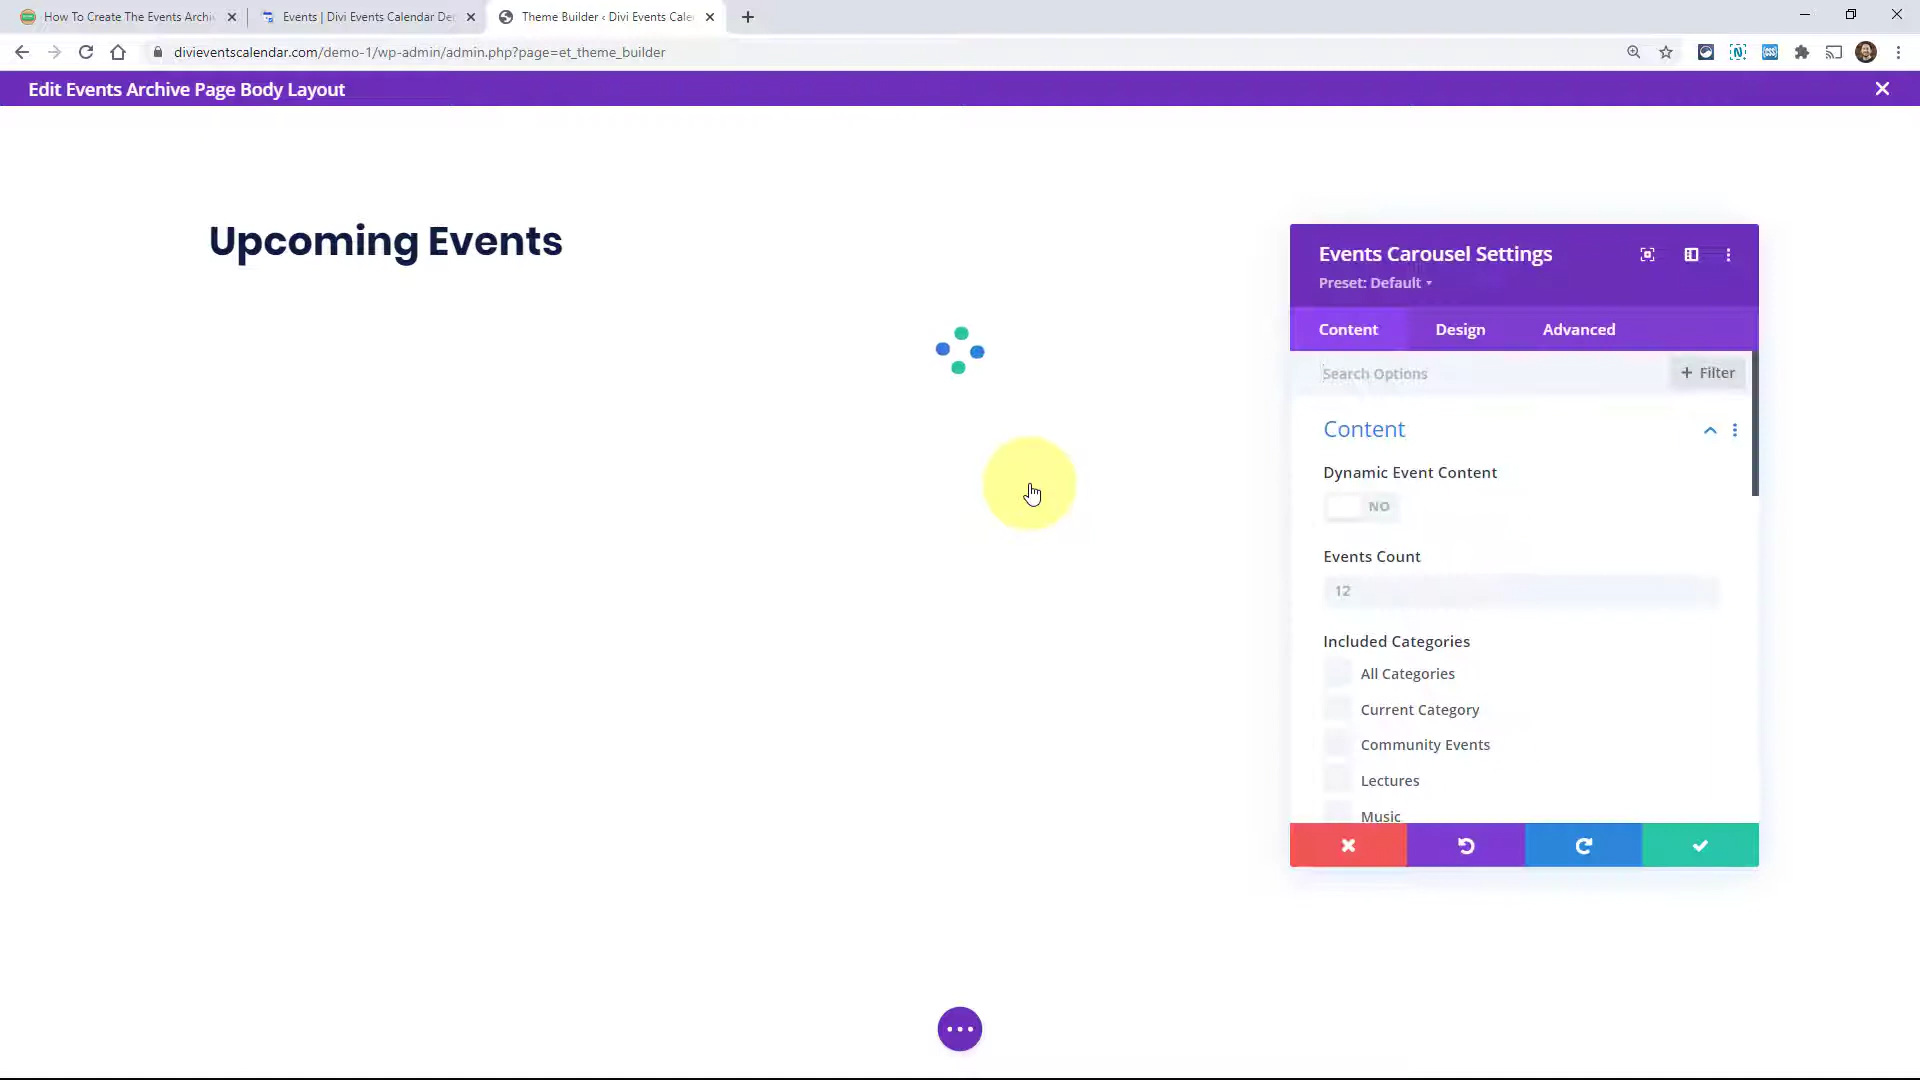 How To Create The Events Archi
Events | Divi Events Calendar De
Theme Builder ‹ Divi Events Cale
divieventscalendar.com/demo-1/wp-admin/admin.php?page=et_theme_builder
Edit Events Archive Page Body Layout
Upcoming Events
Events Carousel Settings
Preset: Default
Content
Design
Advanced
Search Options
+ Filter
Content
Dynamic Event Content
NO
Events Count
12
Included Categories
All Categories
Current Category
Community Events
Lectures
Music